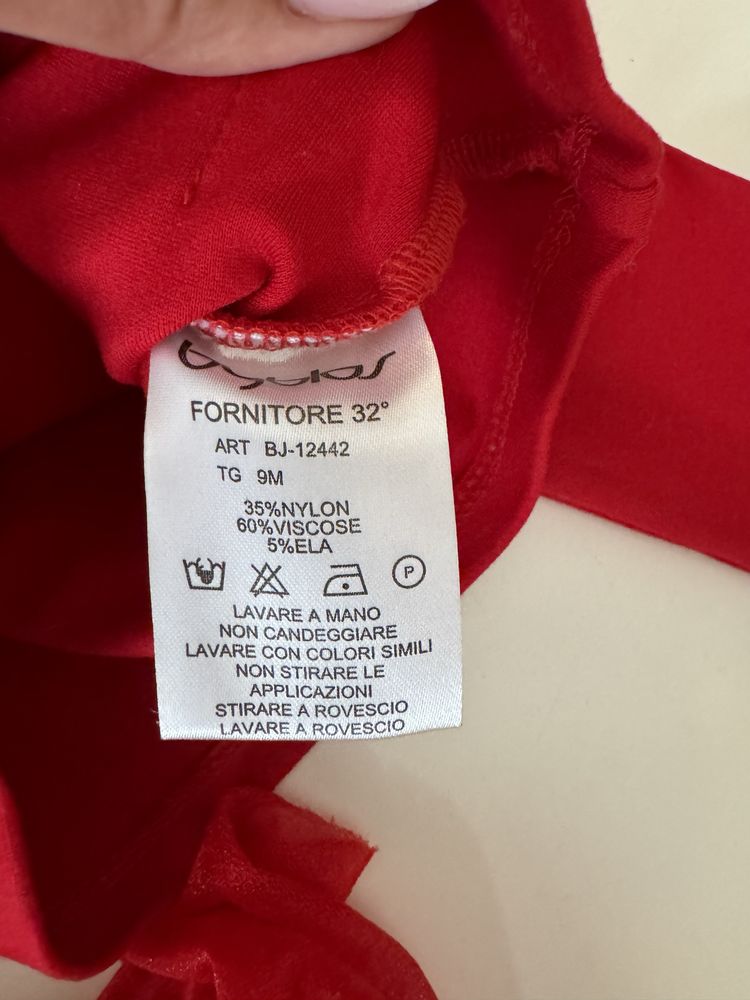 FORNITORE 32°
ART BJ-12442
TG 9M
35%NYLON
60%VISCOSE
5%ELA
P
LAVARE A MANO
NON CANDEGGIARE
LAVARE CON COLORI SIMILI
NON STIRARE LE
APPLICAZIONI
STIRARE A ROVESCIO
LAVARE A ROVESCIO